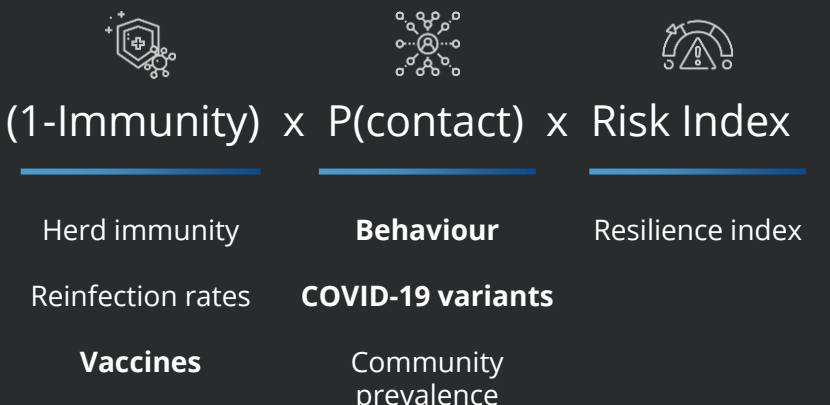 (1-Immunity) x P(contact) x Risk Index
Herd immunity
Reinfection rates
Vaccines
Behaviour
COVID-19 variants
Community
prevalence
Resilience index